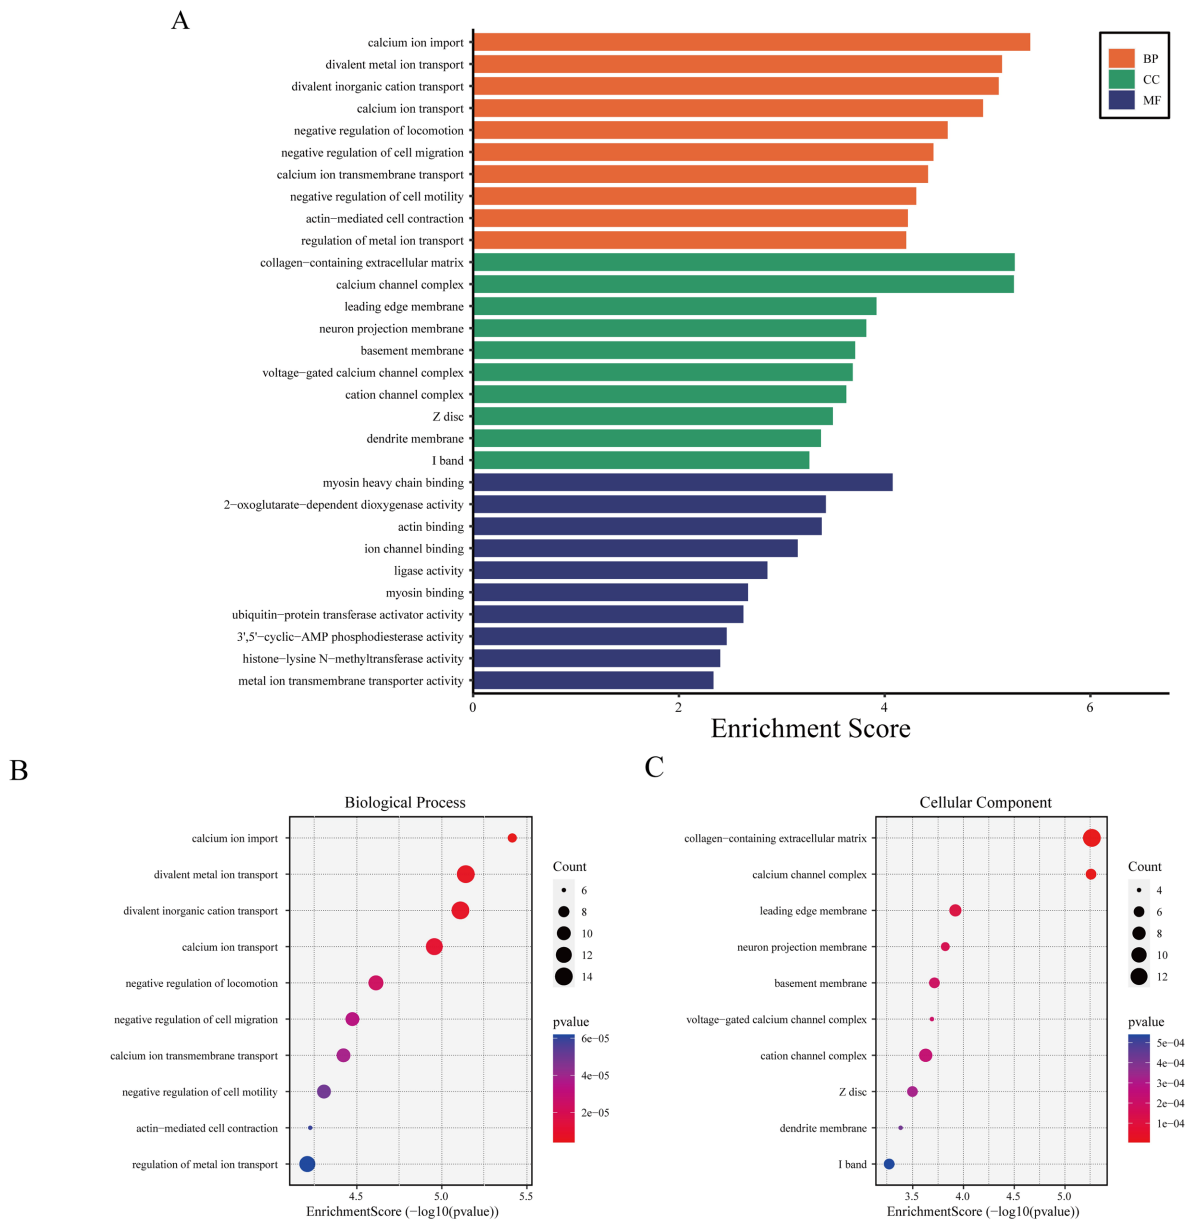 A
calcium ion import
divalent metal ion transport
divalent inorganic cation transport
calcium ion transport
negative regulation of locomotion
negative regulation of cell migration
calcium ion transmembrane transport
negative regulation of cell motility
actin−mediated cell contraction
regulation of metal ion transport
collagen−containing extracellular matrix
calcium channel complex
leading edge membrane
neuron projection membrane
basement membrane
voltage−gated calcium channel complex
cation channel complex
Z disc
dendrite membrane
I band
myosin heavy chain binding
2−oxoglutarate−dependent dioxygenase activity
actin binding
ion channel binding
ligase activity
myosin binding
ubiquitin−protein transferase activator activity
3',5'−cyclic−AMP phosphodiesterase activity
histone−lysine N−methyltransferase activity
metal ion transmembrane transporter activity
0 2 4 6
Enrichment Score
BP
CC
MF
B
Biological Process
calcium ion import
divalent metal ion transport
divalent inorganic cation transport
calcium ion transport
negative regulation of locomotion
negative regulation of cell migration
calcium ion transmembrane transport
negative regulation of cell motility
actin−mediated cell contraction
regulation of metal ion transport
4.5 5.0 5.5
EnrichmentScore (−log10(pvalue))
Count
6
8
10
12
14
pvalue
6e−05
4e−05
2e−05
C
Cellular Component
collagen−containing extracellular matrix
calcium channel complex
leading edge membrane
neuron projection membrane
basement membrane
voltage−gated calcium channel complex
cation channel complex
Z disc
dendrite membrane
I band
3.5 4.0 4.5 5.0
EnrichmentScore (−log10(pvalue))
Count
4
6
8
10
12
pvalue
5e−04
4e−04
3e−04
2e−04
1e−04